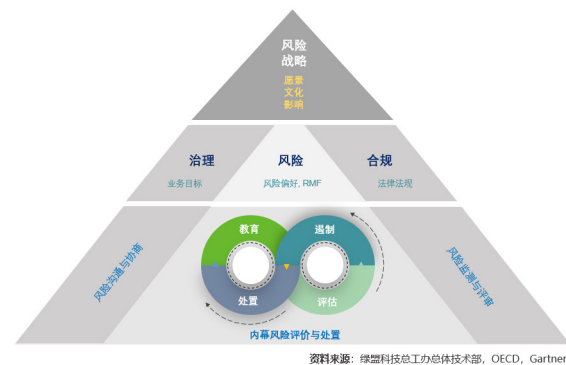 风险
战略
愿景
文化
影响
治理
风险
合规
业务目标
风险偏好, RMF
法律法规
教育
遏制
处置
评估
风险沟通与协商
风险监测与评审
内幕风险评价与处置
资料来源：绿盟科技总工办总体技术部，OECD，Gartner